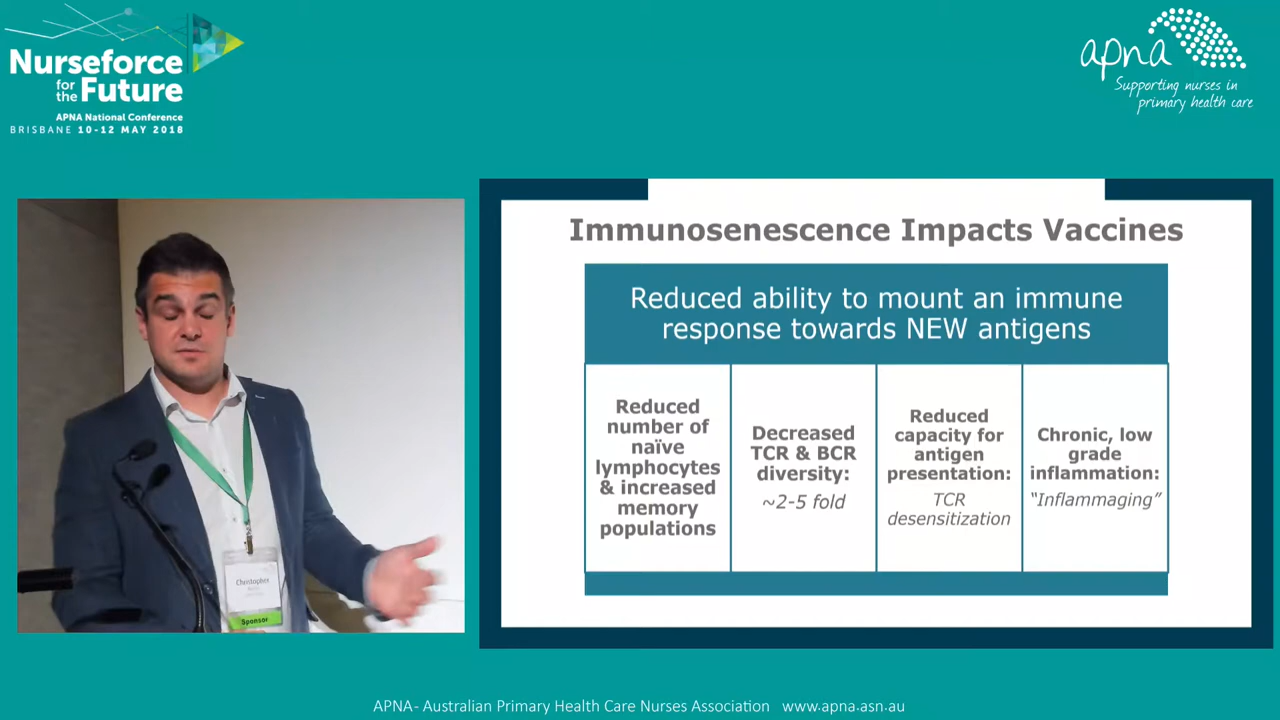 Nurseforce
for
the Future
APNA National Conference
BRISBANE 10-12 MAY 2018
apna
Supporting nurses in
primary health care
Christopher
Sponsor
Immunosenescence Impacts Vaccines
Reduced ability to mount an immune
response towards NEW antigens
Reduced
number of
naïve
lymphocytes
& increased
memory
populations
Decreased
TCR & BCR
diversity:
~2-5 fold
Reduced
capacity for
antigen
presentation:
TCR
desensitization
Chronic, low
grade
inflammation:
“Inflammaging”
APNA- Australian Primary Health Care Nurses Association www.apna.asn.au